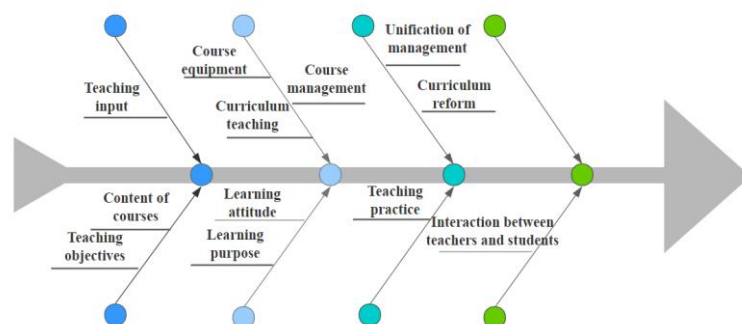 Unification of
management
Course
equipment
Course
management
Teaching
input
Curriculum
teaching
Curriculum
reform
Content of
courses
Learning
attitude
Teaching
practice
Teaching
objectives
Learning
purpose
Interaction between
teachers and students